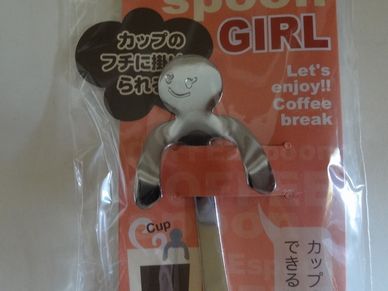 spoon
GIRL
カップの
フチに掛け
られる
Let's
enjoy!!
Coffee
break
Cup
カップ
できる